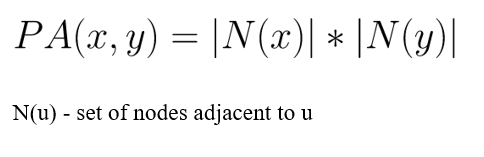 PA(x, y) = |N(x)| * |N(y)|
N(u) - set of nodes adjacent to u